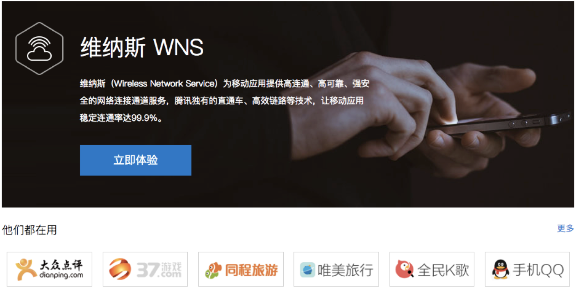 维纳斯 WNS
维纳斯（Wireless Network Service）为移动应用提供高连通、高可靠、强安
全的网络连接通道服务，腾讯独有的直通车、高效链路等技术，让移动应用
稳定连通率达99.9%。
立即体验
他们都在用
更多
大众点评
dianping.com
37游戏
.com
同程旅游
唯美旅行
全民K歌
手机QQ